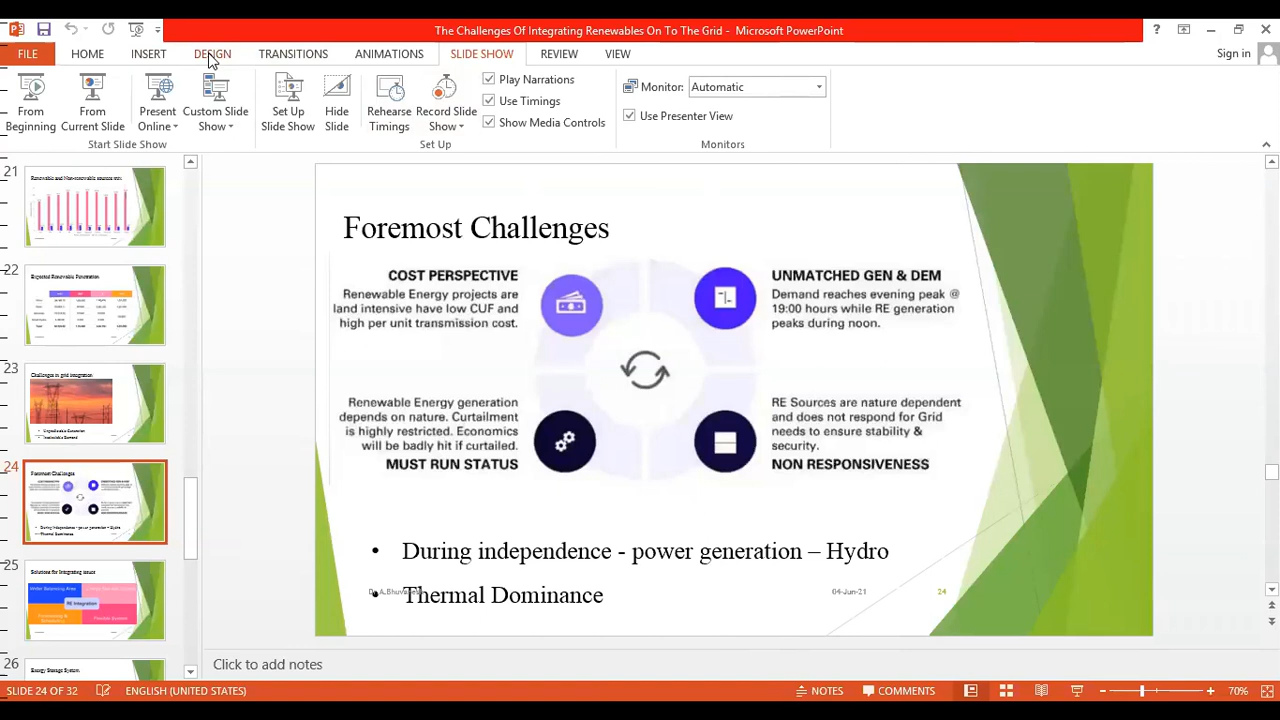 The Challenges Of Integrating Renewables On To The Grid - Microsoft PowerPoint
FILE HOME INSERT DESIGN TRANSITIONS ANIMATIONS SLIDE SHOW REVIEW VIEW Sign in
From Beginning
From Current Slide
Present Online
Custom Slide Show
Set Up Slide Show
Hide Slide
Rehearse Timings
Record Slide Show
Play Narrations
Use Timings
Show Media Controls
Monitor: Automatic
Use Presenter View
Start Slide Show
Set Up
Monitors
21
Renewable and Non-renewable sources mix
22
Expected Renewable Penetration
23
Challenges in grid integration
24
Foremost Challenges
During independence - power generation – Hydro
Thermal Dominance
25
Solutions for Integrating issues
Wider Balancing Area
RE Integration
Flexible System
26
Energy Storage System
Foremost Challenges
COST PERSPECTIVE
Renewable Energy projects are
land intensive have low CUF and
high per unit transmission cost.
UNMATCHED GEN & DEM
Demand reaches evening peak @
19:00 hours while RE generation
peaks during noon.
Renewable Energy generation
depends on nature. Curtailment
is highly restricted. Economics
will be badly hit if curtailed.
MUST RUN STATUS
RE Sources are nature dependent
and does not respond for Grid
needs to ensure stability &
security.
NON RESPONSIVENESS
• During independence - power generation – Hydro
• Thermal Dominance
04-Jun-21
24
Click to add notes
SLIDE 24 OF 32 ENGLISH (UNITED STATES) NOTES COMMENTS 70%